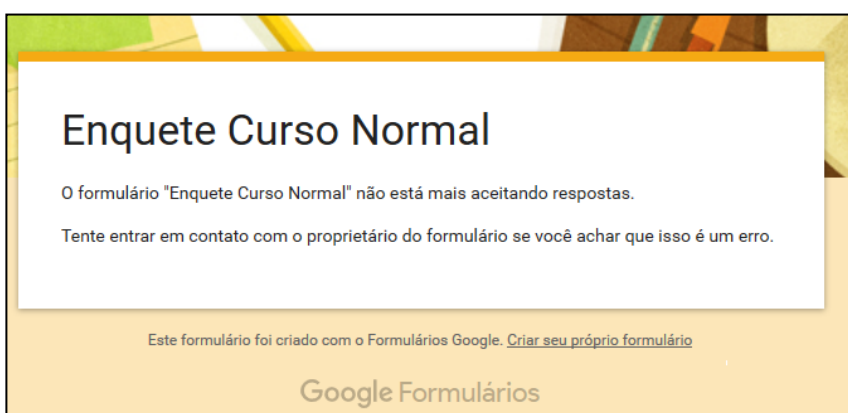 Enquete Curso Normal
O formulário "Enquete Curso Normal" não está mais aceitando respostas.
Tente entrar em contato com o proprietário do formulário se você achar que isso é um erro.
Este formulário foi criado com o Formulários Google. Criar seu próprio formulário
Google Formulários